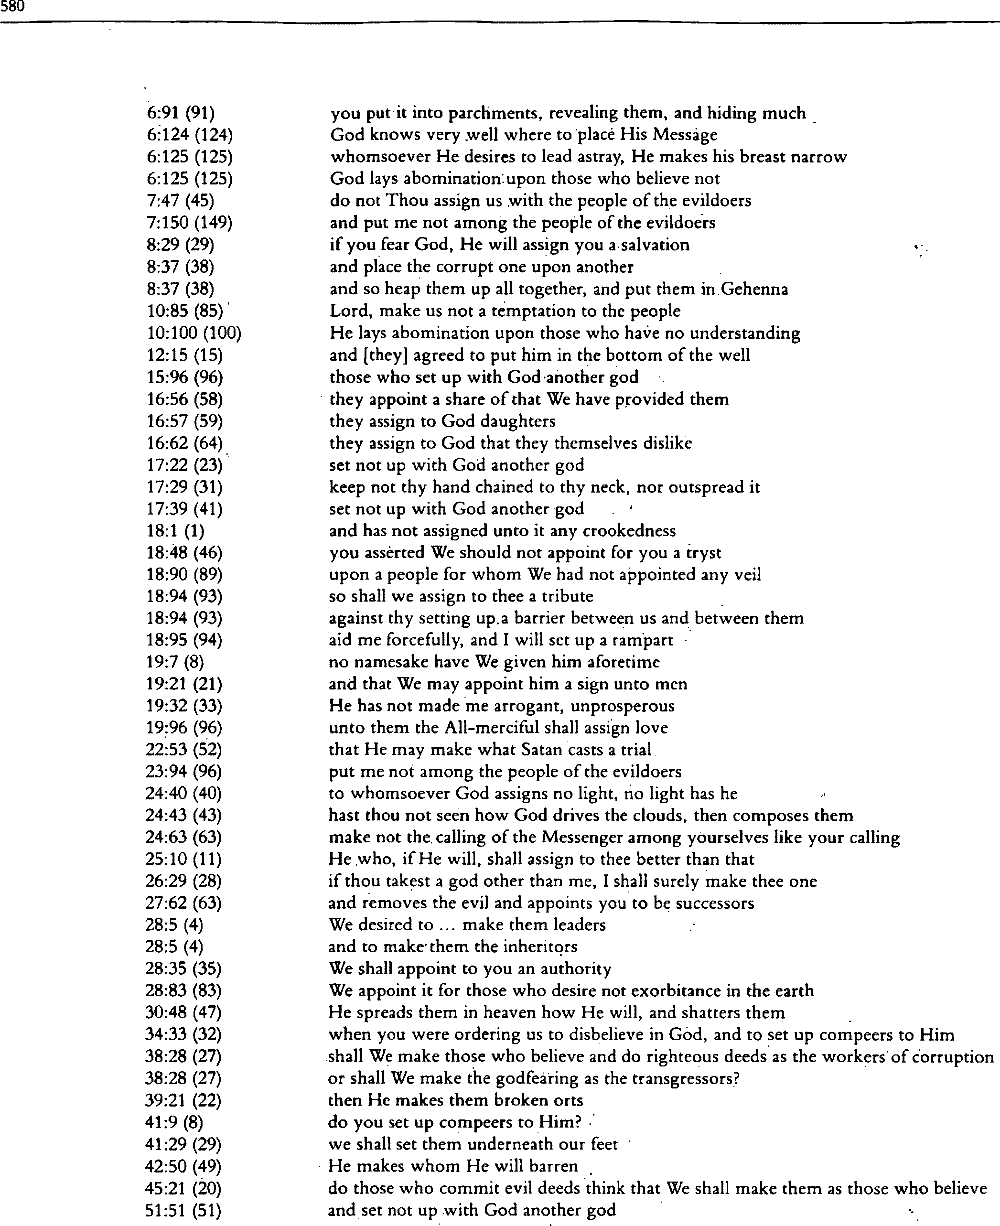 580
6:91 (91) you put it into parchments, revealing them, and hiding much
6:124 (124) God knows very well where to place His Message
6:125 (125) whomsoever He desires to lead astray, He makes his breast narrow
6:125 (125) God lays abomination upon those who believe not
7:47 (45) do not Thou assign us with the people of the evildoers
7:150 (149) and put me not among the people of the evildoers
8:29 (29) if you fear God, He will assign you a salvation
8:37 (38) and place the corrupt one upon another
8:37 (38) and so heap them up all together, and put them in Gehenna
10:85 (85) Lord, make us not a temptation to the people
10:100 (100) He lays abomination upon those who have no understanding
12:15 (15) and [they] agreed to put him in the bottom of the well
15:96 (96) those who set up with God another god
16:56 (58) they appoint a share of that We have provided them
16:57 (59) they assign to God daughters
16:62 (64) they assign to God that they themselves dislike
17:22 (23) set not up with God another god
17:29 (31) keep not thy hand chained to thy neck, nor outspread it
17:39 (41) set not up with God another god
18:1 (1) and has not assigned unto it any crookedness
18:48 (46) you asserted We should not appoint for you a tryst
18:90 (89) upon a people for whom We had not appointed any veil
18:94 (93) so shall we assign to thee a tribute
18:94 (93) against thy setting up a barrier between us and between them
18:95 (94) aid me forcefully, and I will set up a rampart
19:7 (8) no namesake have We given him aforetime
19:21 (21) and that We may appoint him a sign unto men
19:32 (33) He has not made me arrogant, unprosperous
19:96 (96) unto them the All-merciful shall assign love
22:53 (52) that He may make what Satan casts a trial
23:94 (96) put me not among the people of the evildoers
24:40 (40) to whomsoever God assigns no light, no light has he
24:43 (43) hast thou not seen how God drives the clouds, then composes them
24:63 (63) make not the calling of the Messenger among yourselves like your calling
25:10 (11) He who, if He will, shall assign to thee better than that
26:29 (28) if thou takest a god other than me, I shall surely make thee one
27:62 (63) and removes the evil and appoints you to be successors
28:5 (4) We desired to ... make them leaders
28:5 (4) and to make them the inheritors
28:35 (35) We shall appoint to you an authority
28:83 (83) We appoint it for those who desire not exorbitance in the earth
30:48 (47) He spreads them in heaven how He will, and shatters them
34:33 (32) when you were ordering us to disbelieve in God, and to set up compeers to Him
38:28 (27) shall We make those who believe and do righteous deeds as the workers of corruption
38:28 (27) or shall We make the godfearing as the transgressors?
39:21 (22) then He makes them broken orts
41:9 (8) do you set up compeers to Him?
41:29 (29) we shall set them underneath our feet
42:50 (49) He makes whom He will barren
45:21 (20) do those who commit evil deeds think that We shall make them as those who believe
51:51 (51) and set not up with God another god